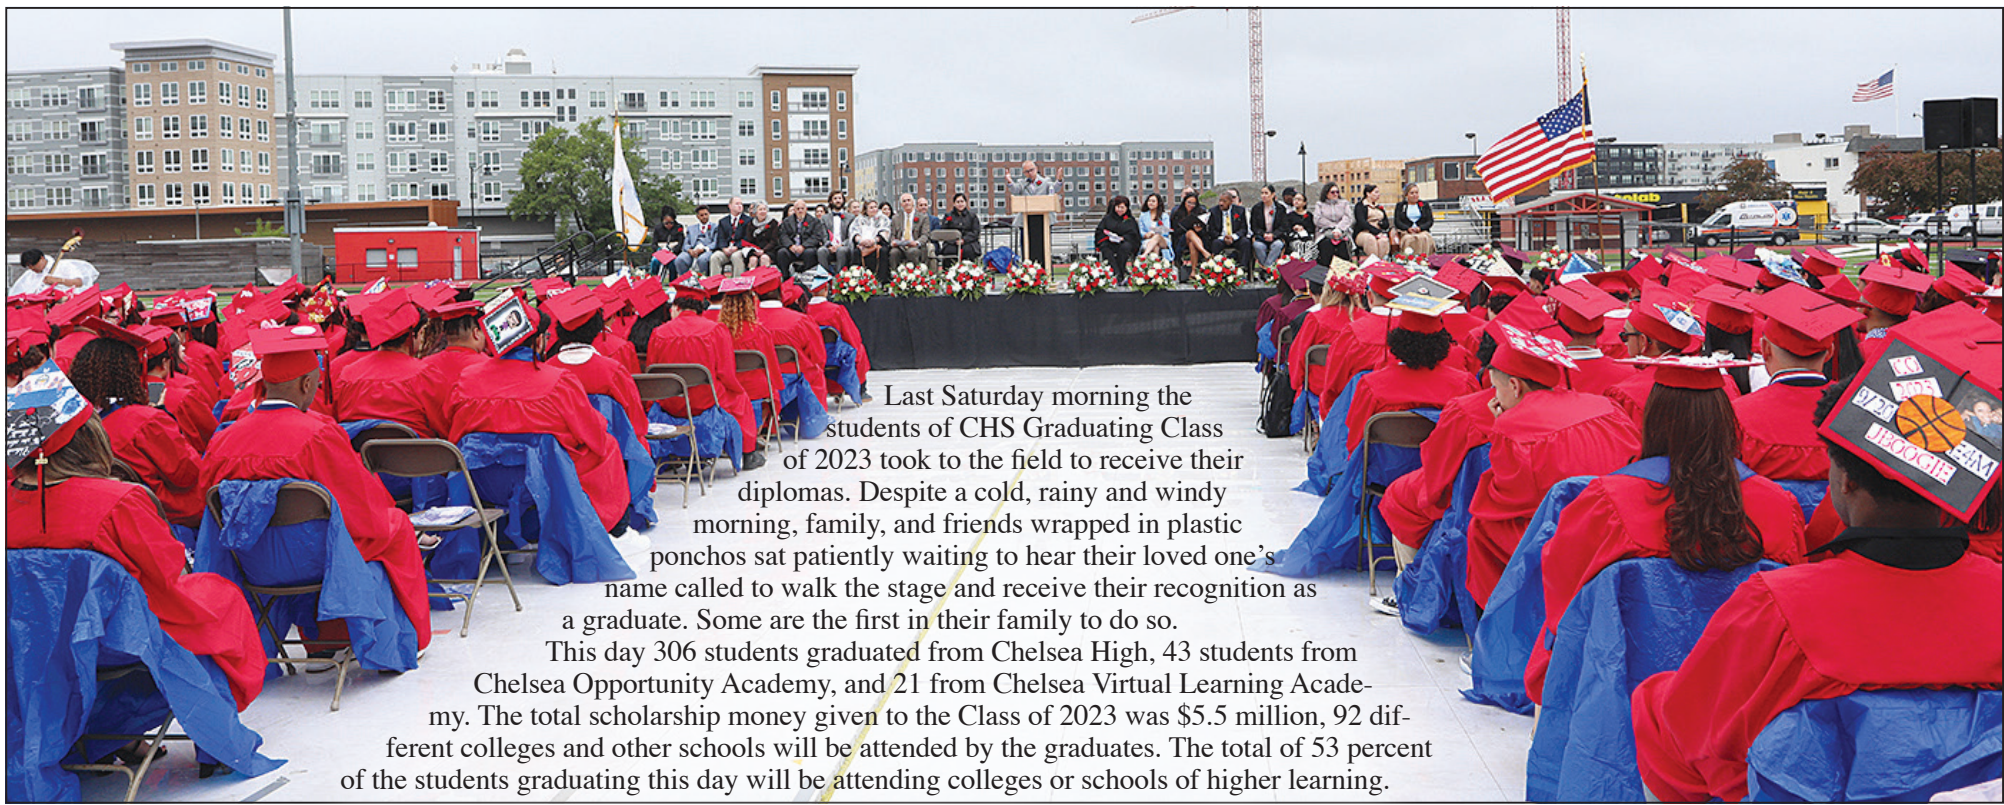 Last Saturday morning the
students of CHS Graduating Class
of 2023 took to the field to receive their
diplomas. Despite a cold, rainy and windy
morning, family, and friends wrapped in plastic
ponchos sat patiently waiting to hear their loved one’s
name called to walk the stage and receive their recognition as
a graduate. Some are the first in their family to do so.
This day 306 students graduated from Chelsea High, 43 students from
Chelsea Opportunity Academy, and 21 from Chelsea Virtual Learning Acade-
my. The total scholarship money given to the Class of 2023 was $5.5 million, 92 dif-
ferent colleges and other schools will be attended by the graduates. The total of 53 percent
of the students graduating this day will be attending colleges or schools of higher learning.
CO
2023
9/20
JBOOGIE
E4M